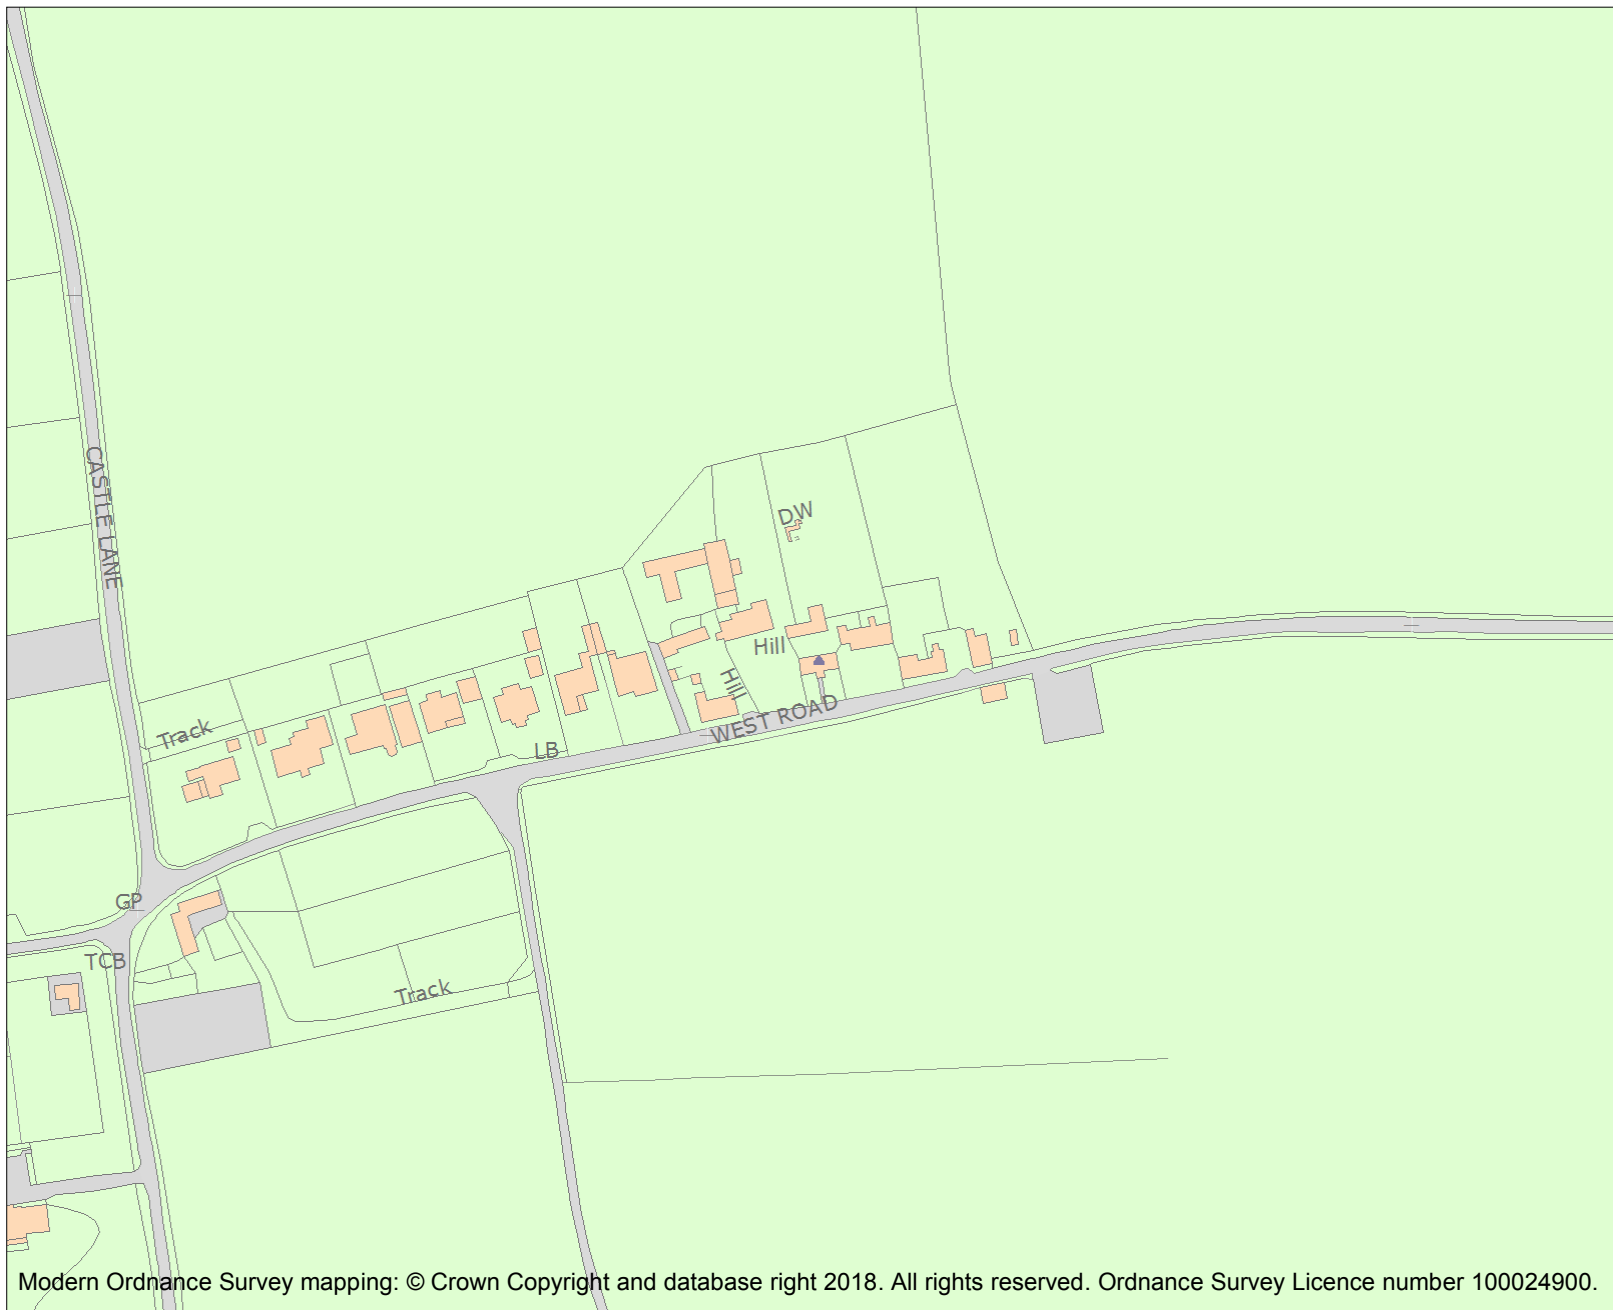 CASTLE LANE
DW
Hill
Hill
WEST ROAD
Track
LB
GP
TCB
Track
Modern Ordnance Survey mapping: © Crown Copyright and database right 2018. All rights reserved. Ordnance Survey Licence number 100024900.